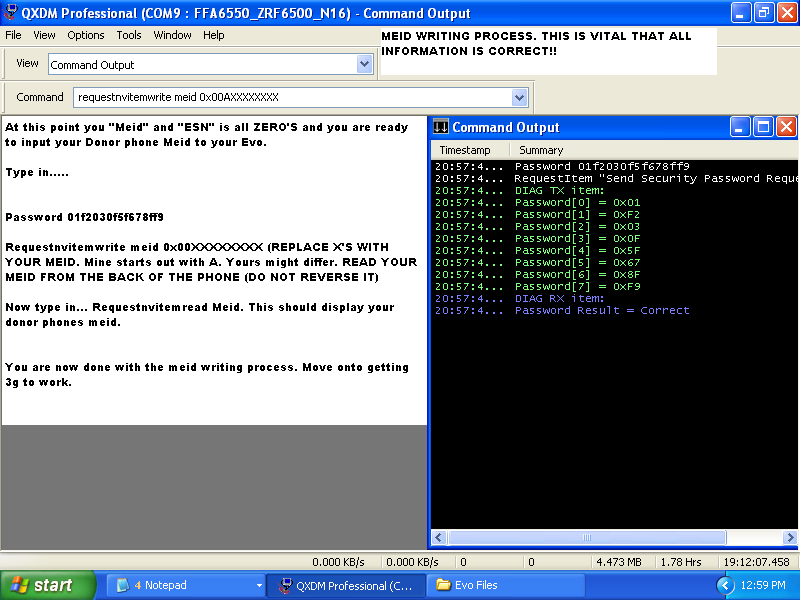 QXDM Professional (COM9 : FFA6550_ZRF6500_N16) - Command Output
File View Options Tools Window Help
MEID WRITING PROCESS. THIS IS VITAL THAT ALL
INFORMATION IS CORRECT!!
View Command Output
Command requestnvitemwrite meid 0x00AXXXXXXXX
At this point you "Meid" and "ESN" is all ZERO'S and you are ready
to input your Donor phone Meid to your Evo.
Type in.....
Password 01f2030f5f678ff9
Requestnvitemwrite meid 0x00XXXXXXXX (REPLACE X'S WITH
YOUR MEID. Mine starts out with A. Yours might differ. READ YOUR
MEID FROM THE BACK OF THE PHONE (DO NOT REVERSE IT)
Now type in... Requestnvitemread Meid. This should display your
donor phones meid.
You are now done with the meid writing process. Move onto getting
3g to work.
Command Output
Timestamp Summary
20:57:4... Password 01f2030f5f678ff9
20:57:4... RequestItem "Send Security Password Reque
20:57:4... DIAG TX item:
20:57:4... Password[0] = 0x01
20:57:4... Password[1] = 0xF2
20:57:4... Password[2] = 0x03
20:57:4... Password[3] = 0x0F
20:57:4... Password[4] = 0x5F
20:57:4... Password[5] = 0x67
20:57:4... Password[6] = 0x8F
20:57:4... Password[7] = 0xF9
20:57:4... DIAG RX item:
20:57:4... Password Result = Correct
0.000 KB/s 0.000 KB/s 0 0 4.473 MB 1.78 Hrs 19:12:07.458
start 4 Notepad QXDM Professional (C... Evo Files 12:59 PM